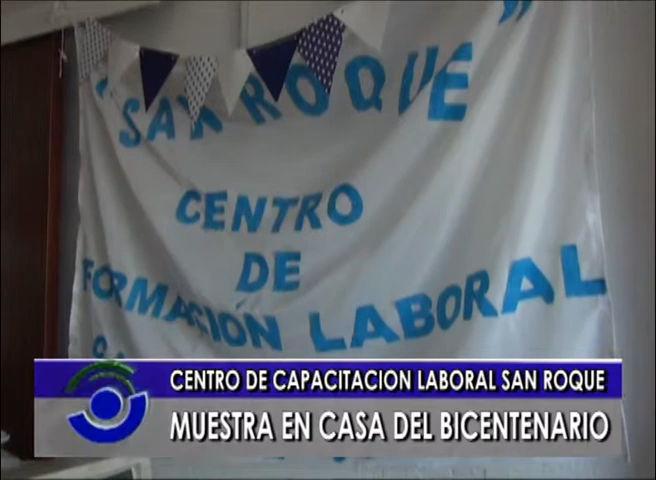 "SAN ROQUE"
CENTRO
DE
FORMACIÓN LABORAL
CENTRO DE CAPACITACION LABORAL SAN ROQUE
MUESTRA EN CASA DEL BICENTENARIO